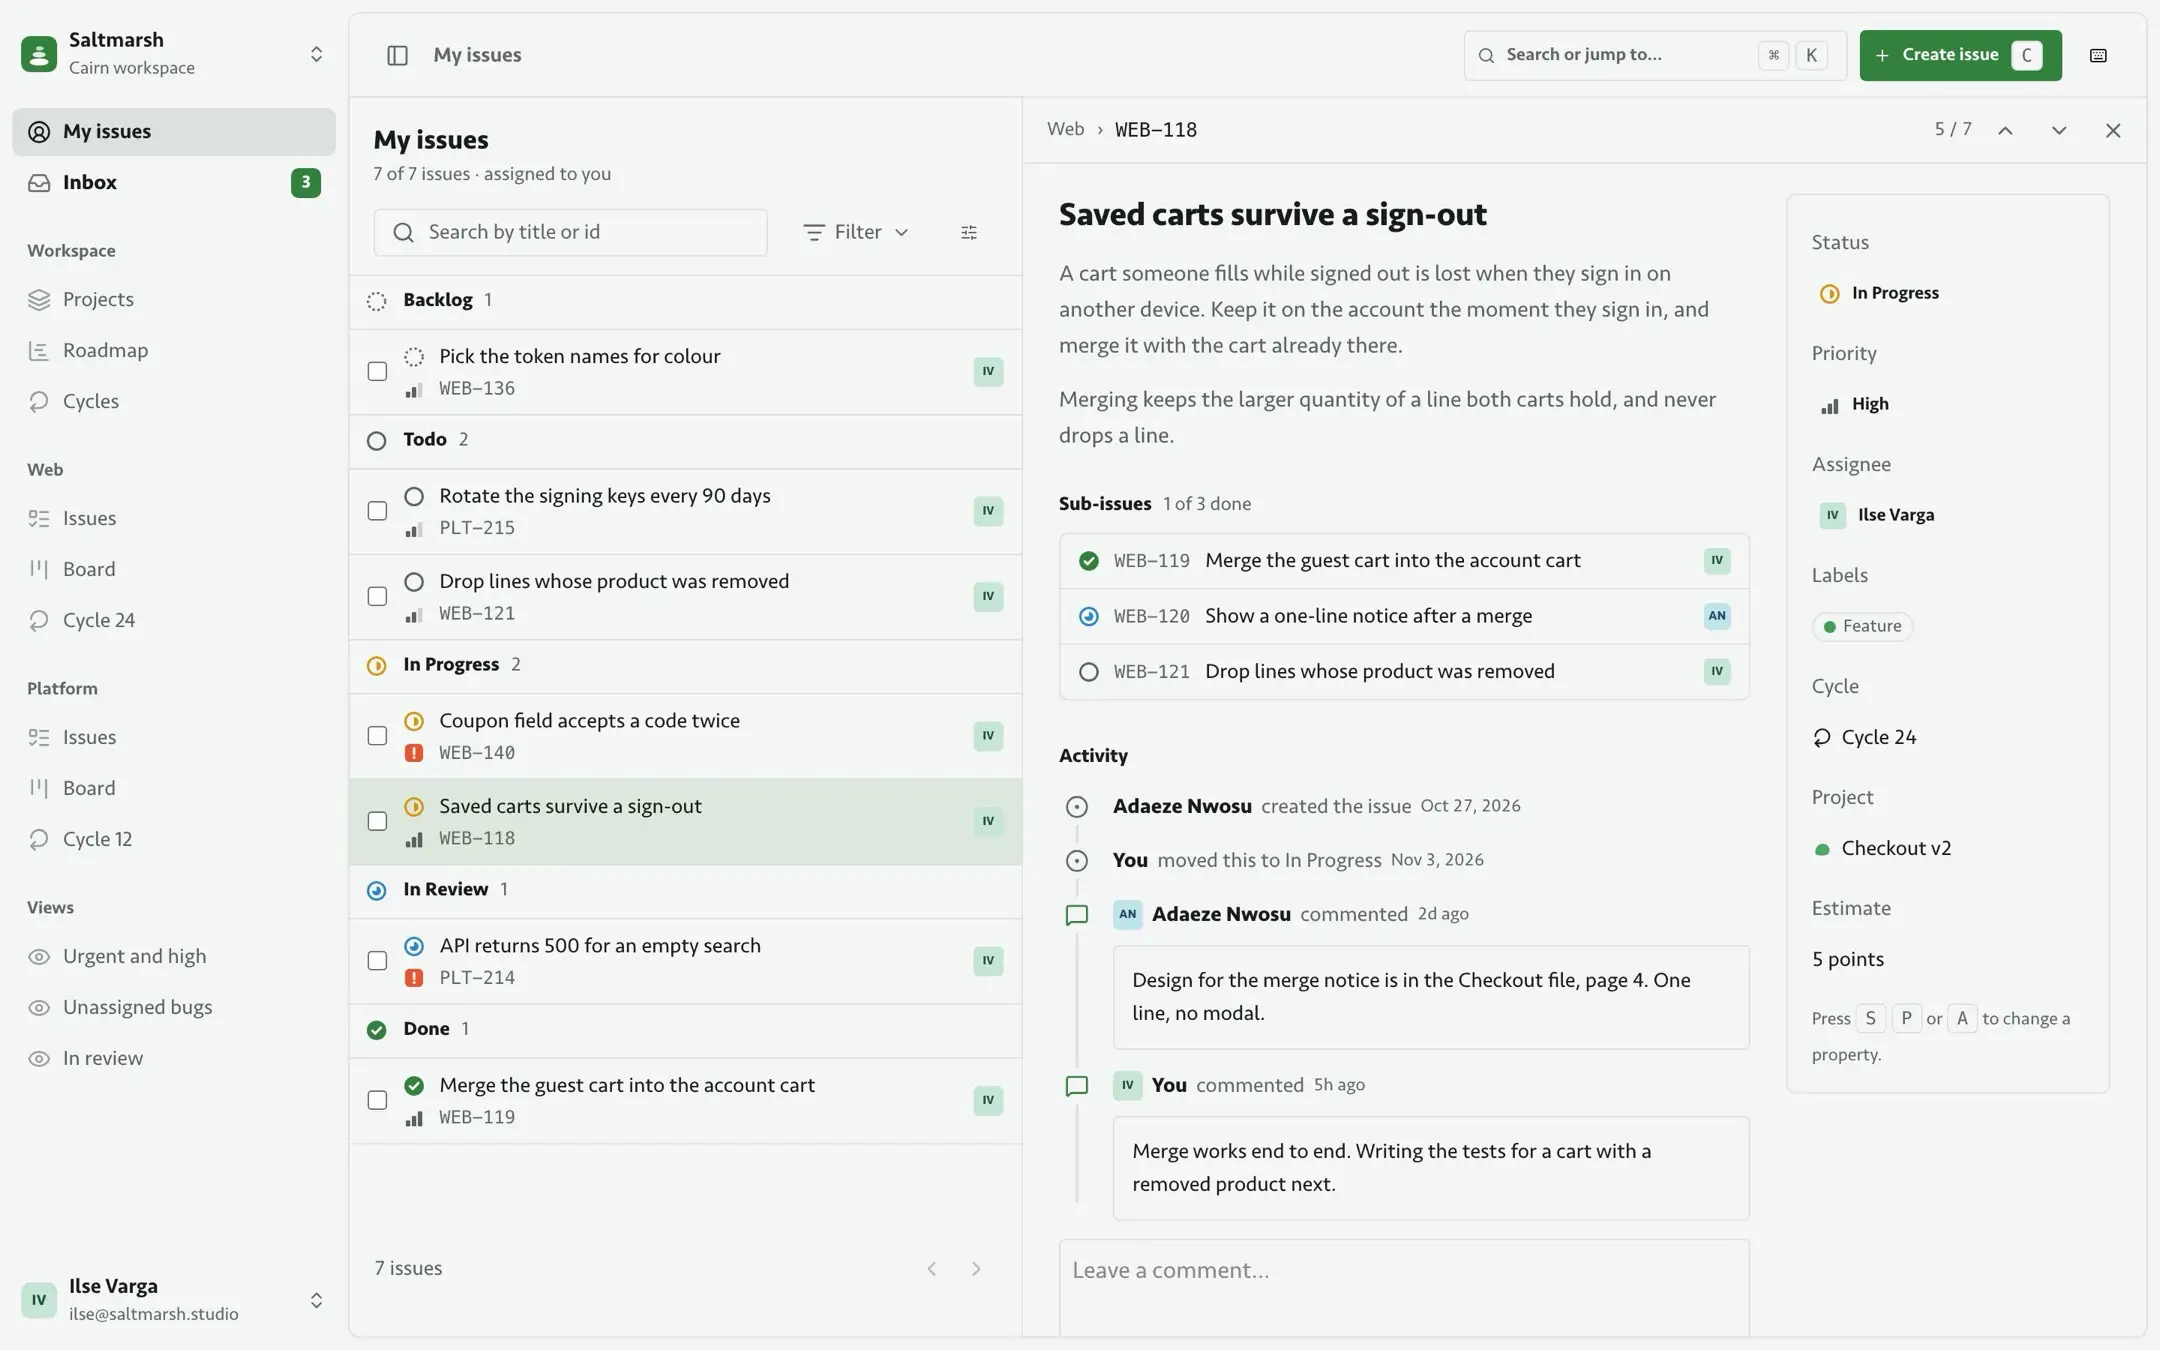 Saltmarsh
Cairn workspace
My issues
Inbox
3
Workspace
Projects
Roadmap
Cycles
Web
Issues
Board
Cycle 24
Platform
Issues
Board
Cycle 12
Views
Urgent and high
Unassigned bugs
In review
IV
Ilse Varga
ilse@saltmarsh.studio
My issues
Search or jump to...
⌘ K
+ Create issue C
My issues
7 of 7 issues · assigned to you
Search by title or id
Filter
Backlog 1
Pick the token names for colour
WEB-136
IV
Todo 2
Rotate the signing keys every 90 days
PLT-215
IV
Drop lines whose product was removed
WEB-121
IV
In Progress 2
Coupon field accepts a code twice
WEB-140
IV
Saved carts survive a sign-out
WEB-118
IV
In Review 1
API returns 500 for an empty search
PLT-214
IV
Done 1
Merge the guest cart into the account cart
WEB-119
IV
7 issues
Web › WEB-118
5 / 7
Saved carts survive a sign-out
A cart someone fills while signed out is lost when they sign in on
another device. Keep it on the account the moment they sign in, and
merge it with the cart already there.
Merging keeps the larger quantity of a line both carts hold, and never
drops a line.
Sub-issues 1 of 3 done
WEB-119 Merge the guest cart into the account cart IV
WEB-120 Show a one-line notice after a merge AN
WEB-121 Drop lines whose product was removed IV
Activity
Adaeze Nwosu created the issue Oct 27, 2026
You moved this to In Progress Nov 3, 2026
AN Adaeze Nwosu commented 2d ago
Design for the merge notice is in the Checkout file, page 4. One
line, no modal.
IV You commented 5h ago
Merge works end to end. Writing the tests for a cart with a
removed product next.
Leave a comment...
Status
In Progress
Priority
High
Assignee
IV Ilse Varga
Labels
Feature
Cycle
Cycle 24
Project
Checkout v2
Estimate
5 points
Press S P or A to change a
property.